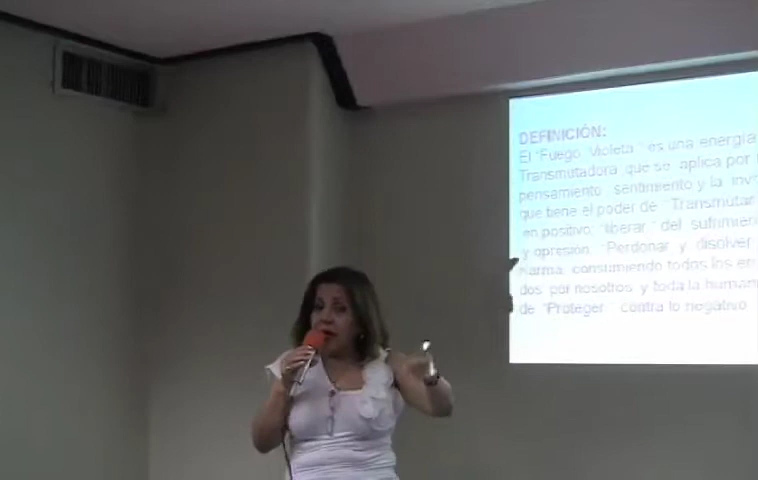 DEFINICIÓN:
El "Fuego Violeta" es una energía
Transmutadora que se aplica por
pensamiento sentimiento y la
que tiene el poder de "Transmutar
en positivo, "liberar" del
y opresión. "Perdonar y disolver
Karma consumiendo todos los
dos por nosotros y toda la
de "Proteger" contra lo negativo